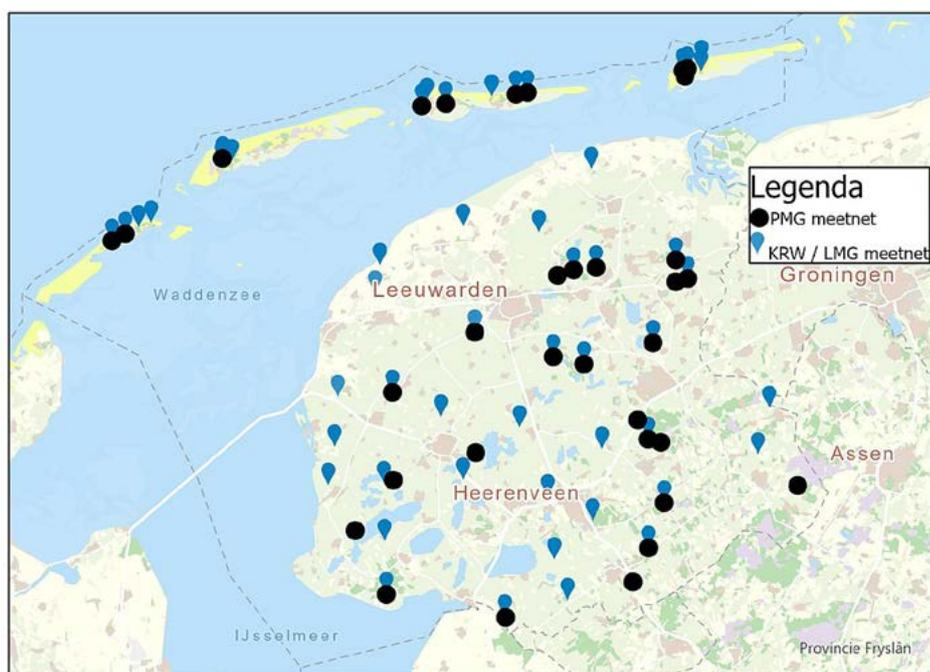 Legenda
PMG meetnet
KRW / LMG meetnet
Groningen
Leeuwarden
Waddenzee
Assen
Heerenveen
IJsselmeer
Provincie Fryslân